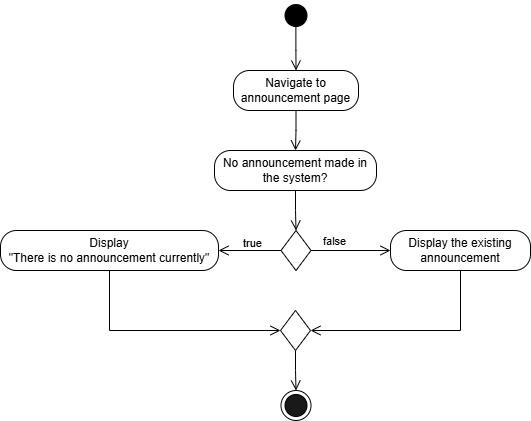 Navigate to
announcement page
No announcement made in
the system?
true
false
Display
"There is no announcement currently"
Display the existing
announcement